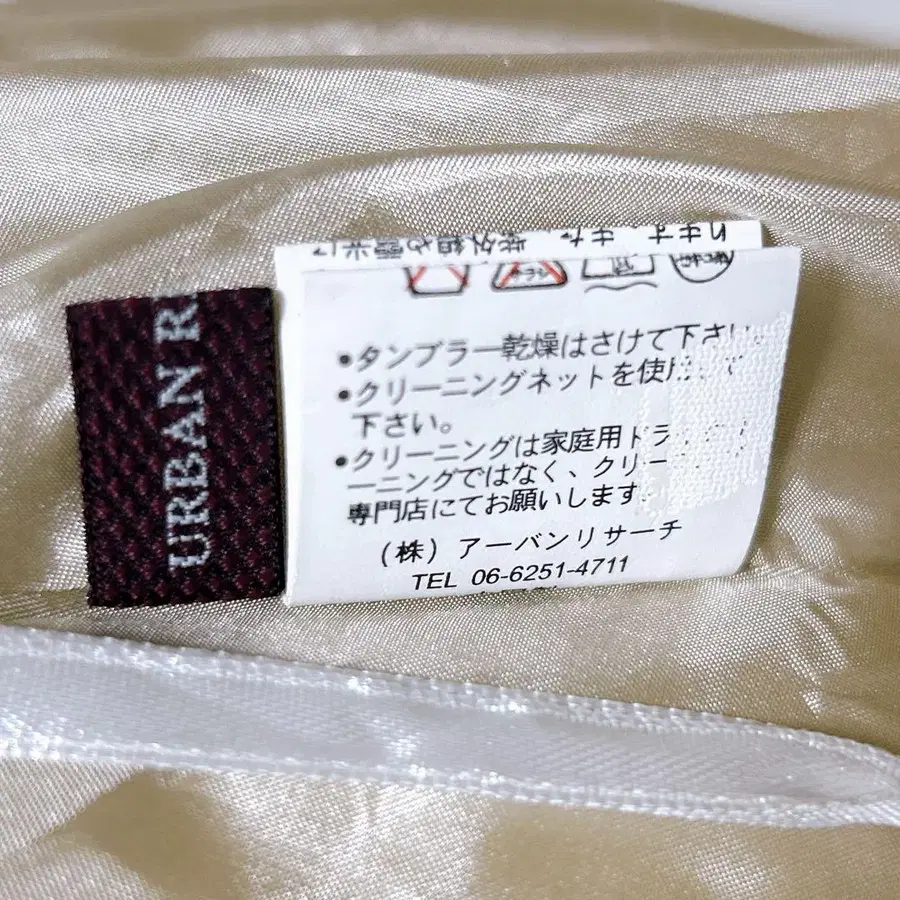 URBAN R
●タンブラー乾燥はさけて下さい
●クリーニングネットを使用
下さい。
●クリーニングは家庭用ドラ
ーニングではなく、クリー
専門店にてお願いします
(株) アーバンリサーチ
TEL 06-6251-4711